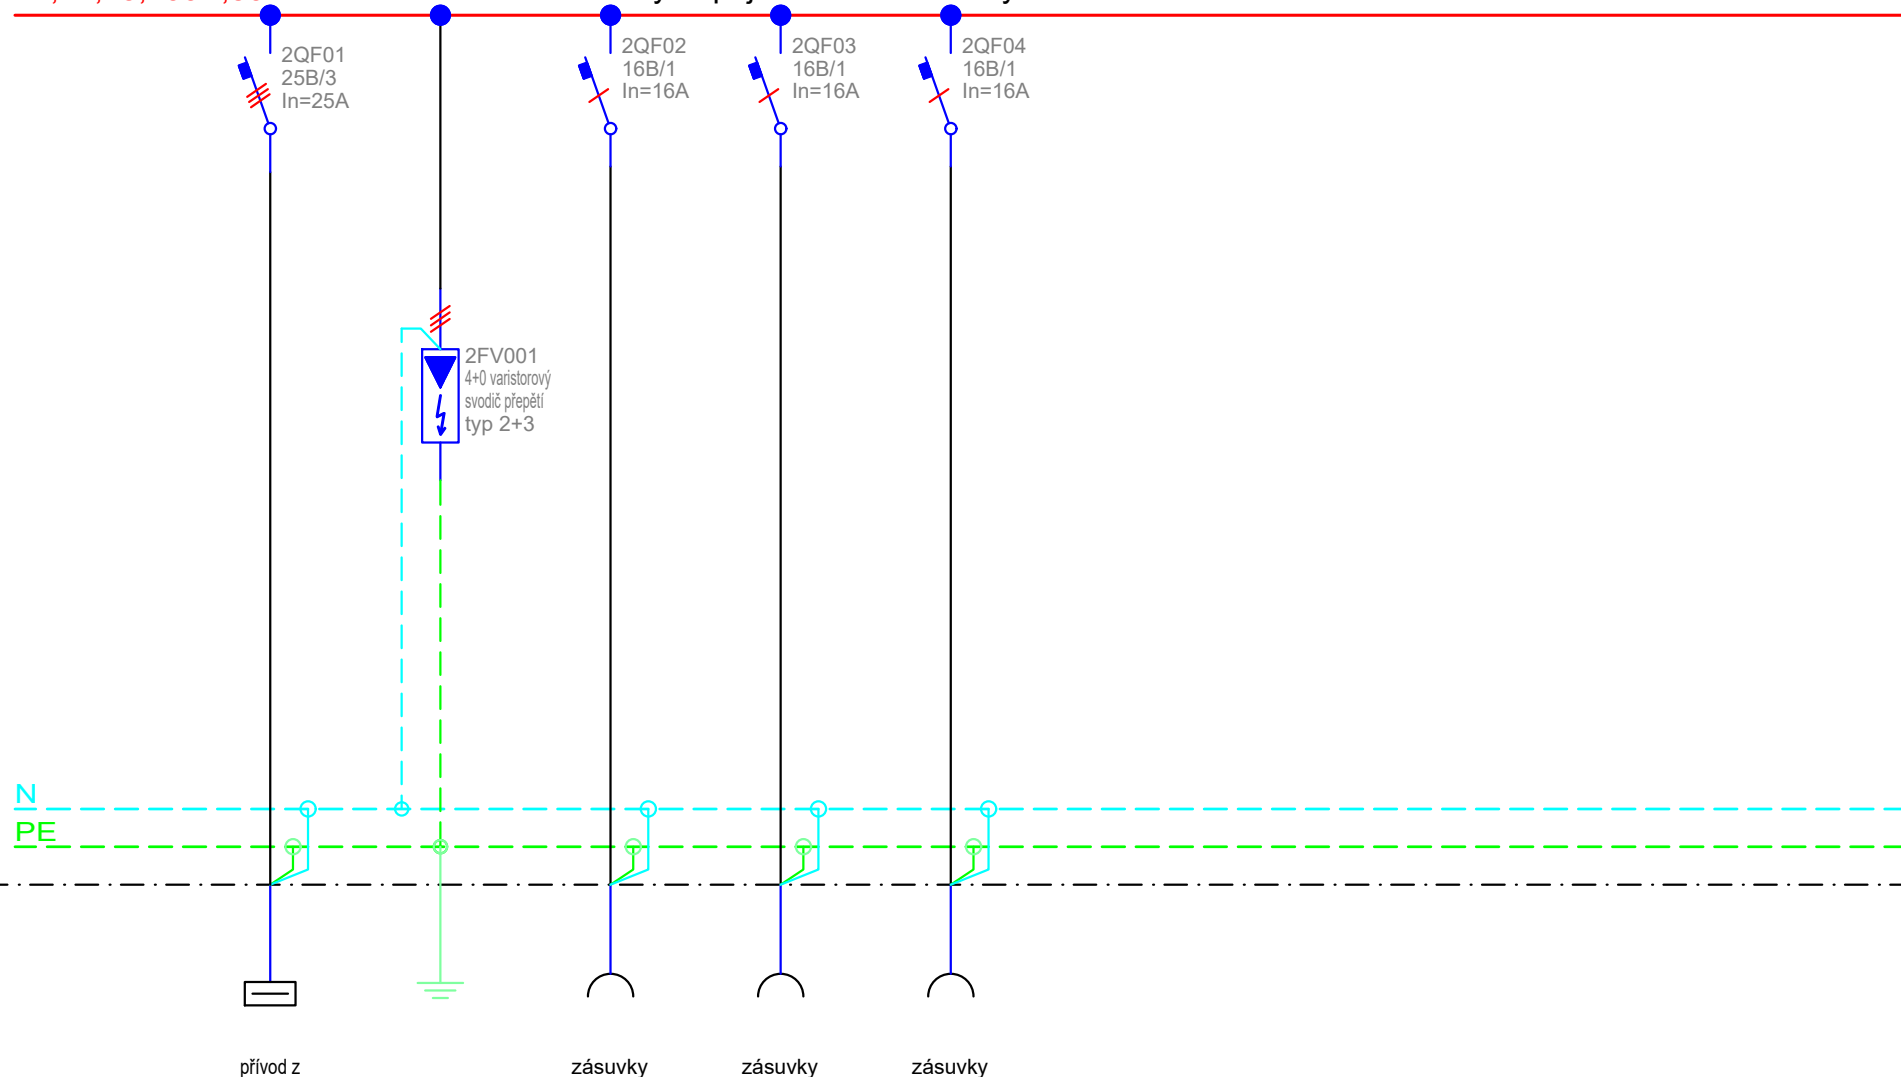 2QF01
25B/3
In=25A
2QF02
16B/1
In=16A
2QF03
16B/1
In=16A
2QF04
16B/1
In=16A
2FV001
4+0 varistorový
svodič přepětí
typ 2+3
N
PE
přívod z
zásuvky
zásuvky
zásuvky